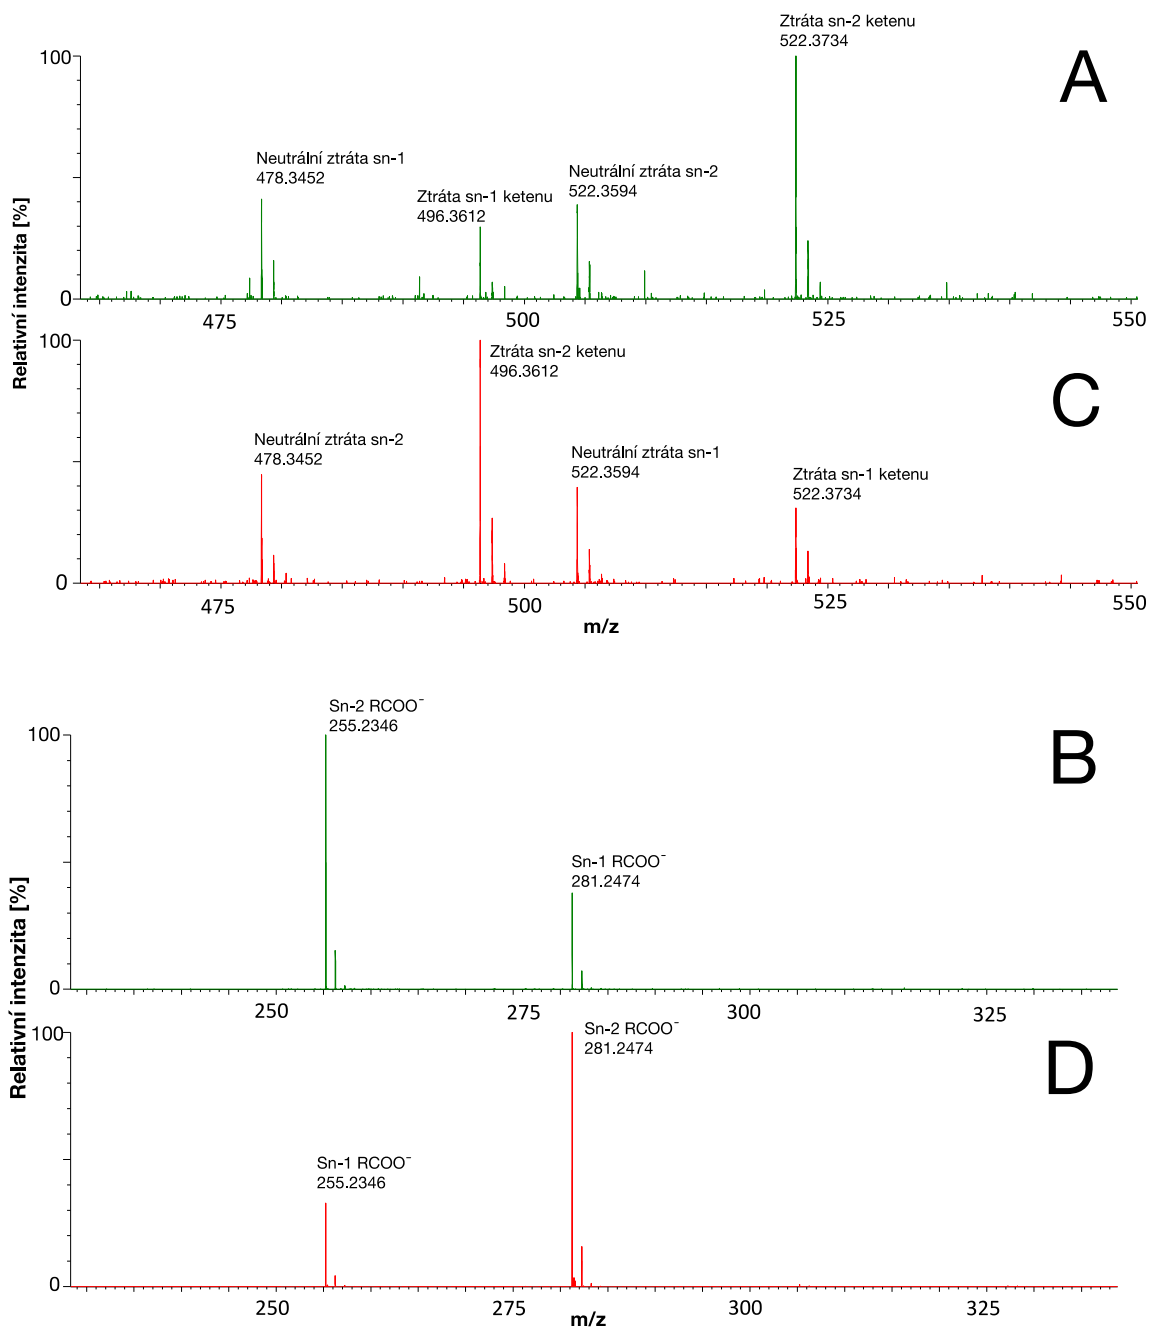 Ztráta sn-2 ketenu
522.3734
A
100
Neutrální ztráta sn-1
478.3452
Neutrální ztráta sn-2
522.3594
Ztráta sn-1 ketenu
496.3612
0
475
500
525
550
Relativní intenzita [%]
100
Ztráta sn-2 ketenu
496.3612
C
Neutrální ztráta sn-2
478.3452
Neutrální ztráta sn-1
522.3594
Ztráta sn-1 ketenu
522.3734
0
475
500
525
550
m/z
Sn-2 RCOO⁻
255.2346
B
100
Sn-1 RCOO⁻
281.2474
0
250
275
300
325
Relativní intenzita [%]
100
Sn-2 RCOO⁻
281.2474
D
Sn-1 RCOO⁻
255.2346
0
250
275
300
325
m/z